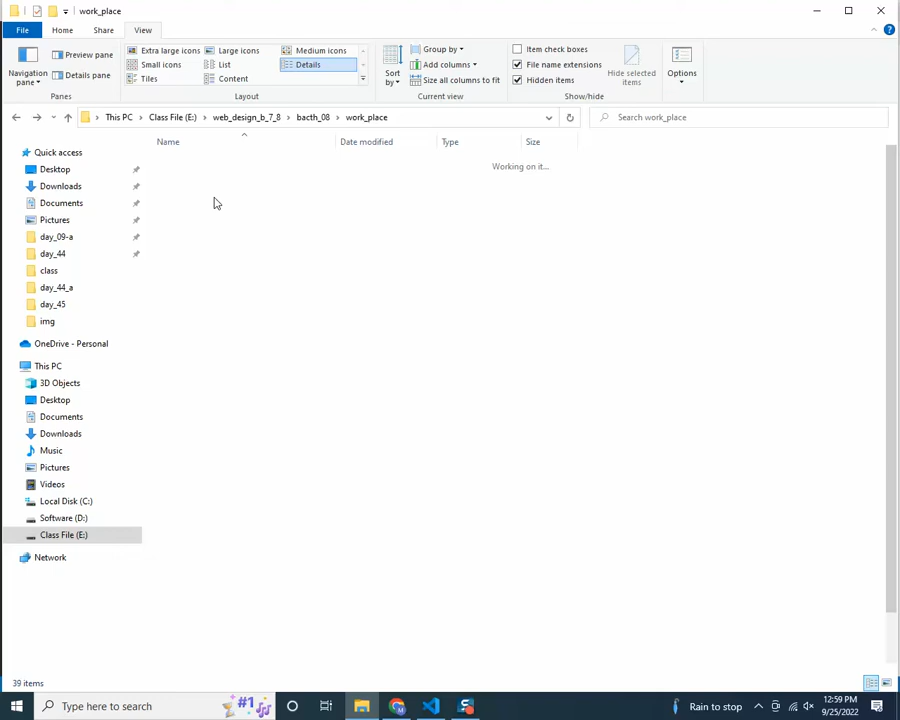 work_place
File
Home
Share
View
Navigation pane
Preview pane
Details pane
Panes
Extra large icons
Large icons
Medium icons
Small icons
List
Details
Tiles
Content
Layout
Sort by
Group by
Add columns
Size all columns to fit
Current view
Item check boxes
File name extensions
Hidden items
Hide selected items
Show/hide
Options
This PC
Class File (E:)
web_design_b_7_8
bacth_08
work_place
Search work_place
Name
Date modified
Type
Size
Working on it...
Quick access
Desktop
Downloads
Documents
Pictures
day_09-a
day_44
class
day_44_a
day_45
img
OneDrive - Personal
This PC
3D Objects
Desktop
Documents
Downloads
Music
Pictures
Videos
Local Disk (C:)
Software (D:)
Class File (E:)
Network
39 items
Type here to search
#1
Rain to stop
12:59 PM
9/25/2022